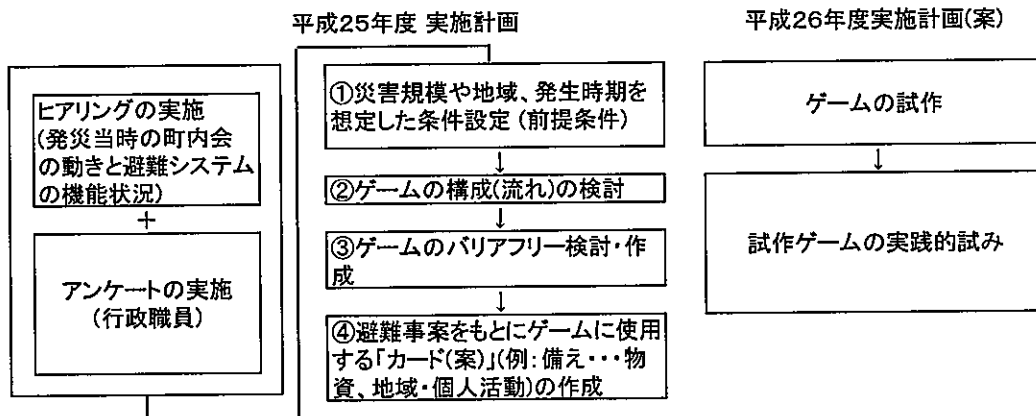 平成25年度 実施計画
平成26年度実施計画(案)
ヒアリングの実施
(発災当時の町内会
の動きと避難システム
の機能状況)
+
アンケートの実施
(行政職員)
①災害規模や地域、発生時期を
想定した条件設定 (前提条件)
↓
②ゲームの構成(流れ)の検討
↓
③ゲームのバリアフリー検討・作
成
↓
④避難事案をもとにゲームに使用
する「カード(案)」(例：備え・・・物
資、地域・個人活動)の作成
ゲームの試作
↓
試作ゲームの実践的試み